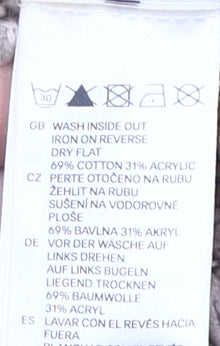 30
GB WASH INSIDE OUT
IRON ON REVERSE
DRY FLAT
69% COTTON 31% ACRYLIC
CZ PERTE OTOČENO NA RUBU
ŽEHLIT NA RUBU
SUŠENÍ NA VODOROVNÉ
PLOŠE
69% BAVLNA 31% AKRYL
DE VOR DER WÄSCHE AUF
LINKS DREHEN
AUF LINKS BÜGELN
LIEGEND TROCKNEN
69% BAUMWOLLE
31% ACRYL
ES LAVAR CON EL REVÉS HACIA
FUERA